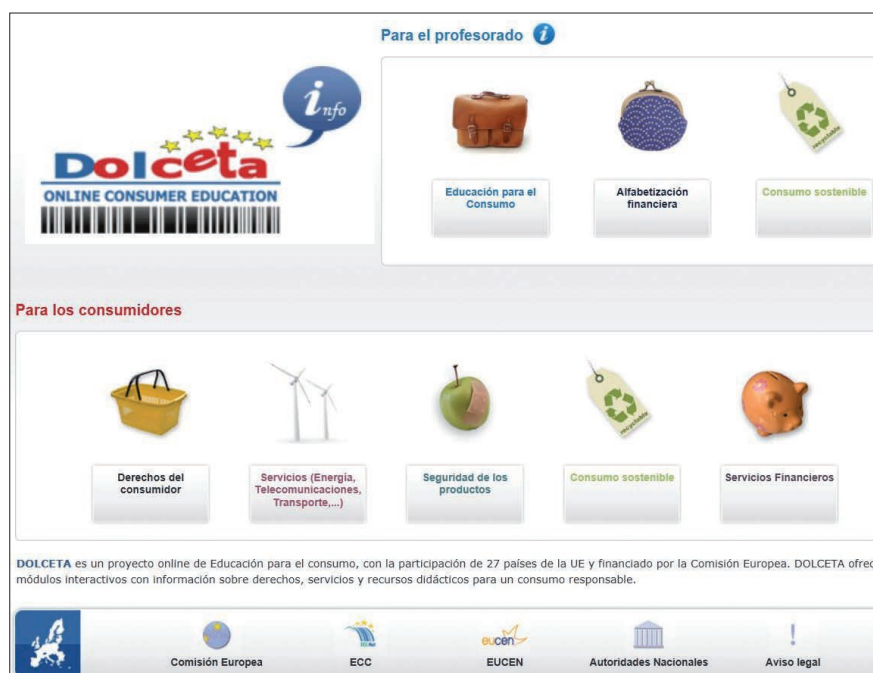 Para el profesorado i
info
Dolceta
ONLINE CONSUMER EDUCATION
recyclable
Educación para el
Consumo
Alfabetización
financiera
Consumo sostenible
Para los consumidores
recyclable
Derechos del
consumidor
Servicios (Energía,
Telecomunicaciones,
Transporte,...)
Seguridad de los
productos
Consumo sostenible
Servicios Financieros
DOLCETA es un proyecto online de Educación para el consumo, con la participación de 27 países de la UE y financiado por la Comisión Europea. DOLCETA ofrec
módulos interactivos con información sobre derechos, servicios y recursos didácticos para un consumo responsable.
eucen
!
Comisión Europea
ECC
EUCEN
Autoridades Nacionales
Aviso legal